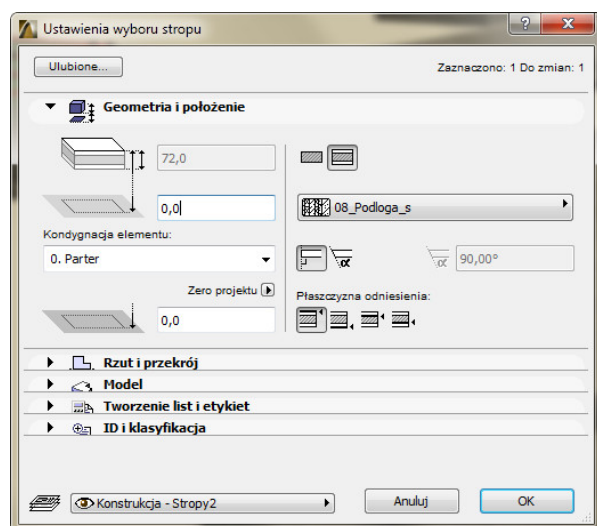 Ustawienia wyboru stropu
Ulubione...
Zaznaczono: 1 Do zmian: 1
Geometria i położenie
72,0
0,0
08_Podloga_s
Kondygnacja elementu:
0. Parter
α
α
90,00°
Zero projektu
Płaszczyzna odniesienia:
0,0
Rzut i przekrój
Model
Tworzenie list i etykiet
ID i klasyfikacja
Konstrukcja - Stropy2
Anuluj
OK